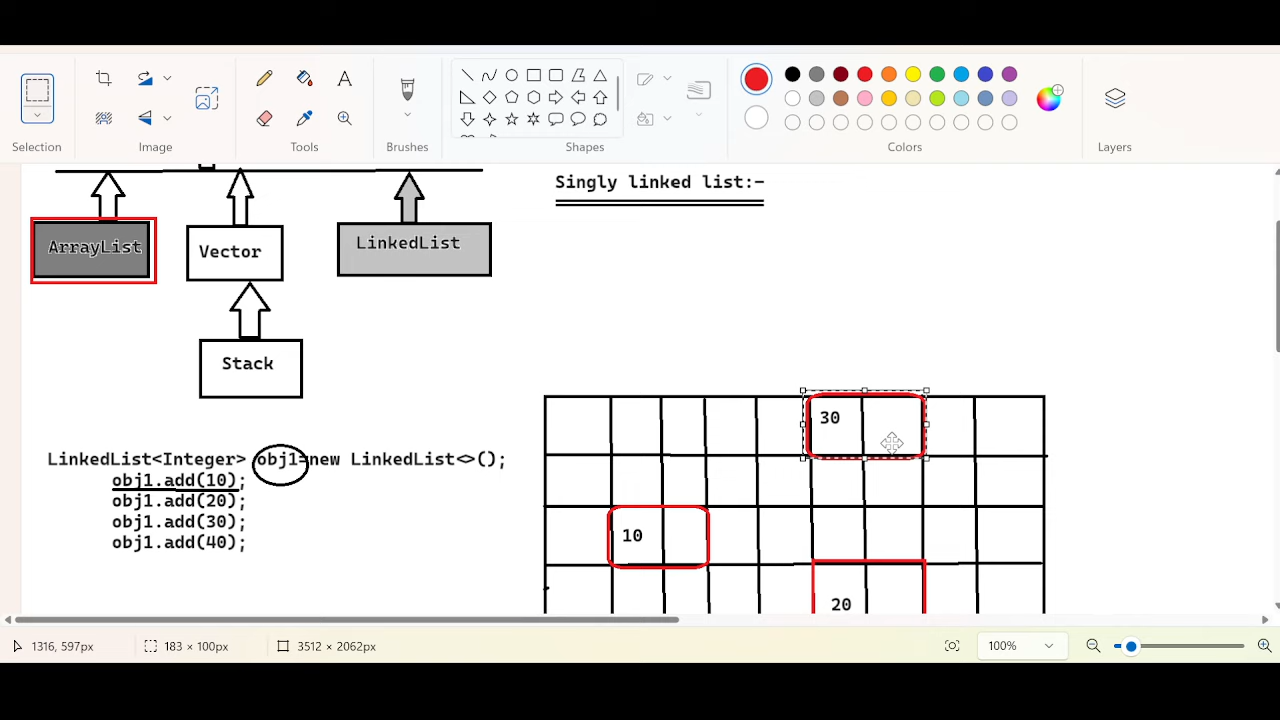 Selection
Image
Tools
Brushes
Shapes
Colors
Layers
Singly linked list:-
ArrayList
Vector
LinkedList
Stack
LinkedList<Integer> obj1=new LinkedList<>();
obj1.add(10);
obj1.add(20);
obj1.add(30);
obj1.add(40);
30
10
20
1316, 597px
183 × 100px
3512 × 2062px
100%